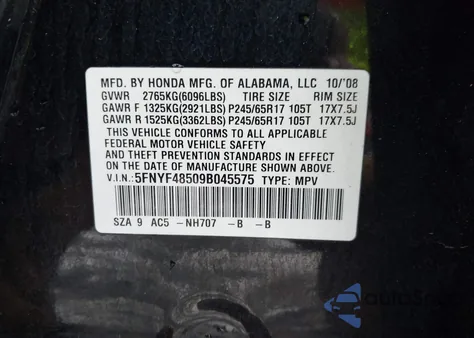 MFD. BY HONDA MFG. OF ALABAMA, LLC 10/'08
GVWR 2765KG(6096LBS) TIRE SIZE RIM SIZE
GAWR F 1325KG(2921LBS) P245/65R17 105T 17X7.5J
GAWR R 1525KG(3362LBS) P245/65R17 105T 17X7.5J
THIS VEHICLE CONFORMS TO ALL APPLICABLE
FEDERAL MOTOR VEHICLE SAFETY STANDARDS
IN EFFECT ON THE DATE
OF MANUFACTURE SHOWN ABOVE.
V.I.N.: 5FNYF48509B045575 TYPE: MPV
SZA 9 AC5 -NH707 -B -B